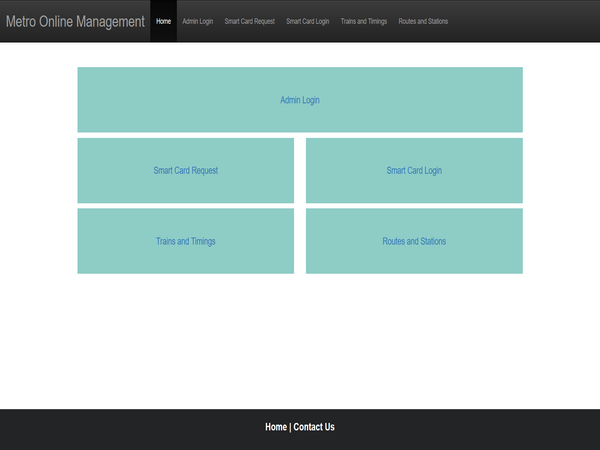 Metro Online Management Home Admin Login Smart Card Request Smart Card Login Trains and Timings Routes and Stations
Admin Login
Smart Card Request Smart Card Login
Trains and Timings Routes and Stations
Home | Contact Us